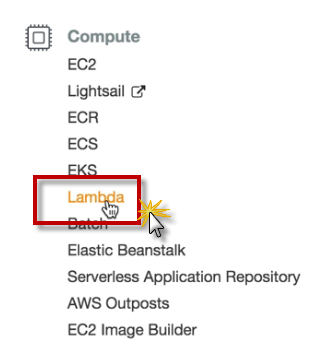 Compute
EC2
Lightsail
ECR
ECS
EKS
Lambda
Batch
Elastic Beanstalk
Serverless Application Repository
AWS Outposts
EC2 Image Builder